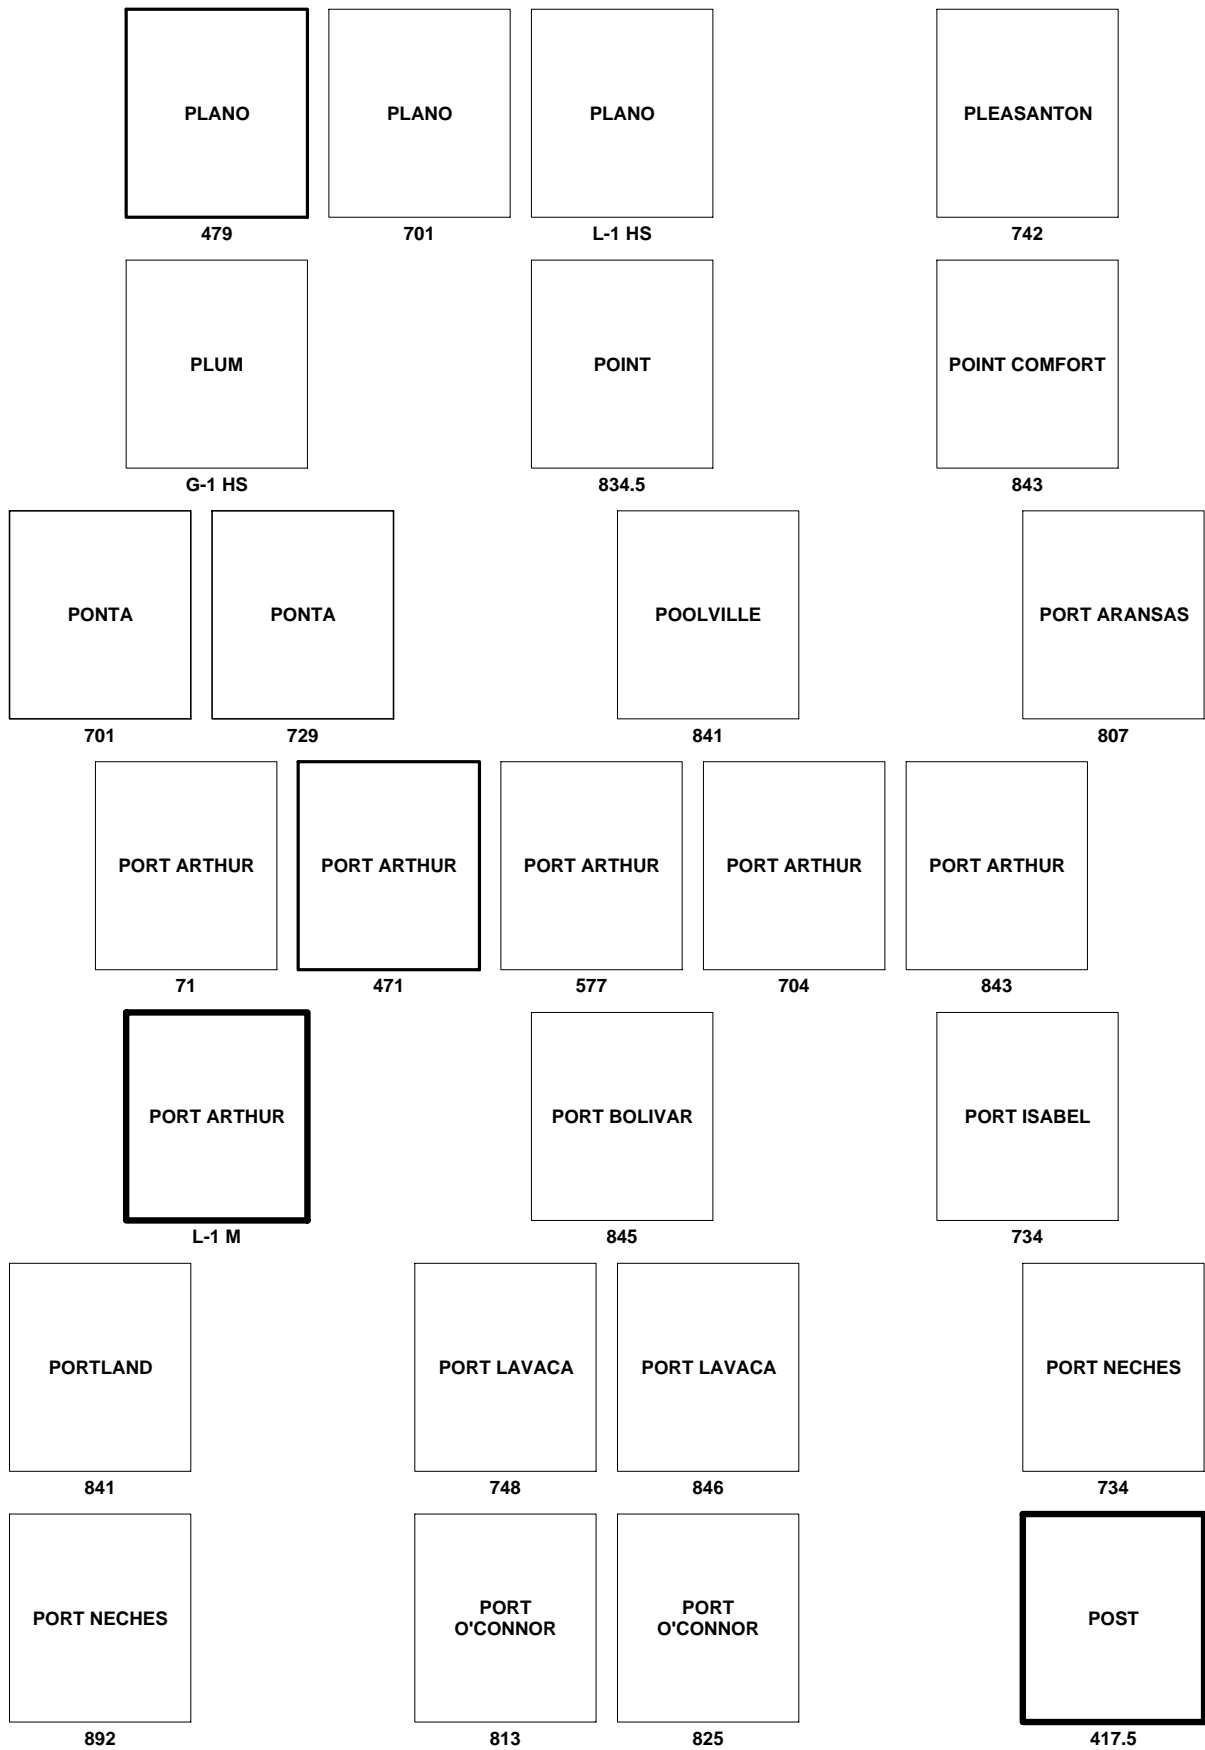 PLANO PLANO PLANO PLEASANTON
479 701 L-1 HS 742
PLUM POINT POINT COMFORT
G-1 HS 834.5 843
PONTA PONTA POOLVILLE PORT ARANSAS
701 729 841 807
PORT ARTHUR PORT ARTHUR PORT ARTHUR PORT ARTHUR PORT ARTHUR
71 471 577 704 843
PORT ARTHUR PORT BOLIVAR PORT ISABEL
L-1 M 845 734
PORTLAND PORT LAVACA PORT LAVACA PORT NECHES
841 748 846 734
PORT NECHES PORT O'CONNOR PORT O'CONNOR POST
892 813 825 417.5